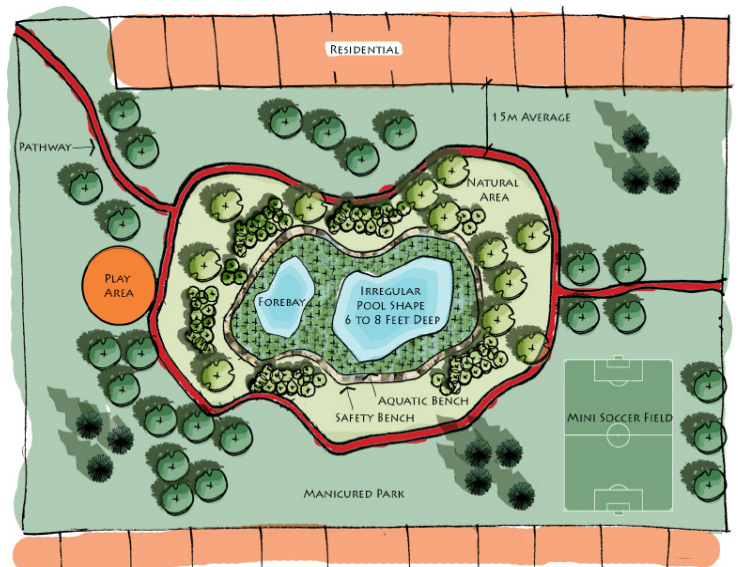 RESIDENTIAL
15M AVERAGE
PATHWAY
NATURAL
AREA
PLAY
AREA
FOREBAY
IRREGULAR
POOL SHAPE
6 TO 8 FEET DEEP
AQUATIC BENCH
SAFETY BENCH
MINI SOCCER FIELD
MANICURED PARK